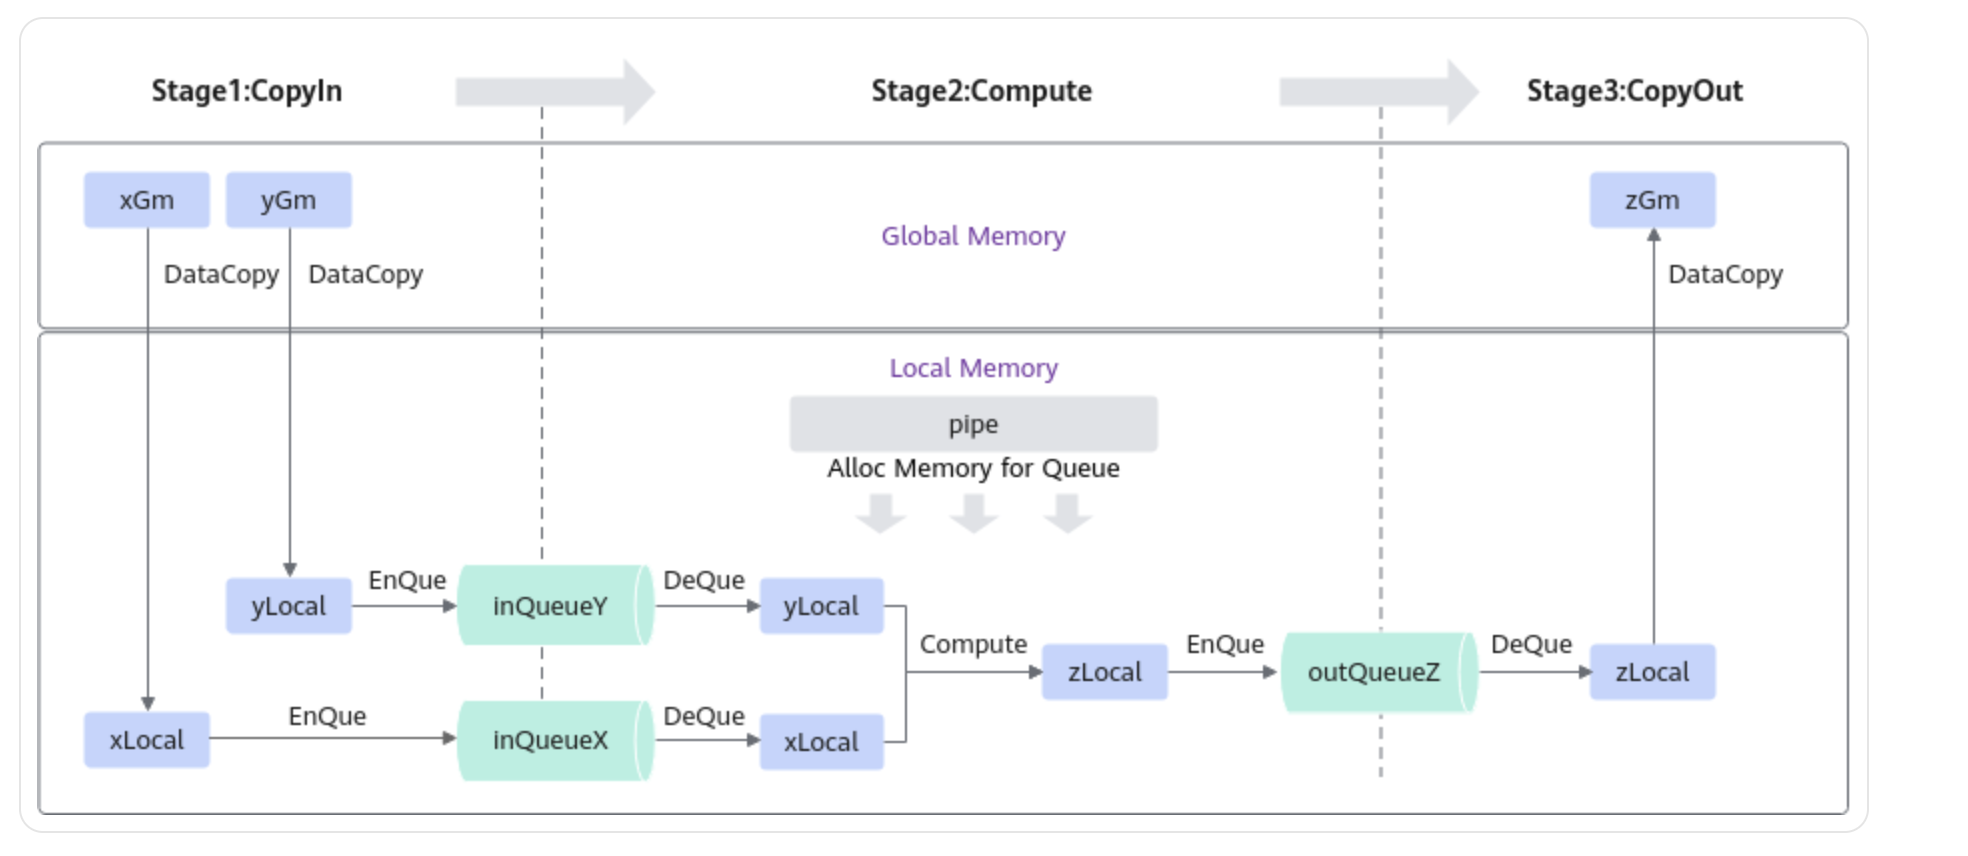 Stage1:CopyIn
Stage2:Compute
Stage3:CopyOut
xGm
yGm
zGm
Global Memory
DataCopy
DataCopy
DataCopy
Local Memory
pipe
Alloc Memory for Queue
yLocal
EnQue
inQueueY
DeQue
yLocal
Compute
zLocal
EnQue
outQueueZ
DeQue
zLocal
xLocal
EnQue
inQueueX
DeQue
xLocal